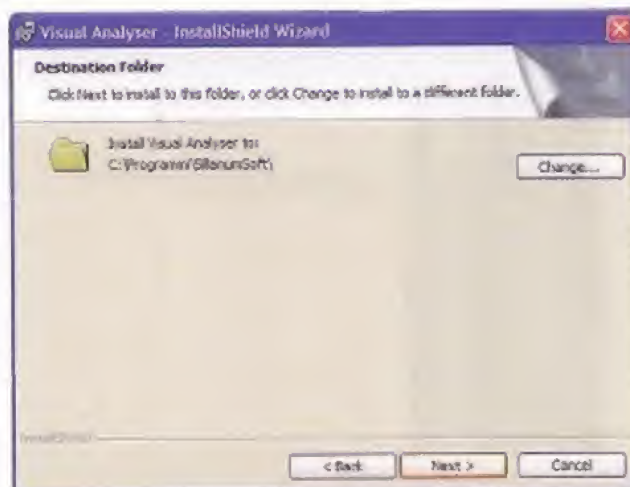 Visual Analyser - InstallShield Wizard
Destination Folder
Click Next to install to this folder, or click Change to install to a different folder.
Install Visual Analyser to:
C:\Programmi\SillanumSoft\
Change...
InstallShield
< Back
Next >
Cancel